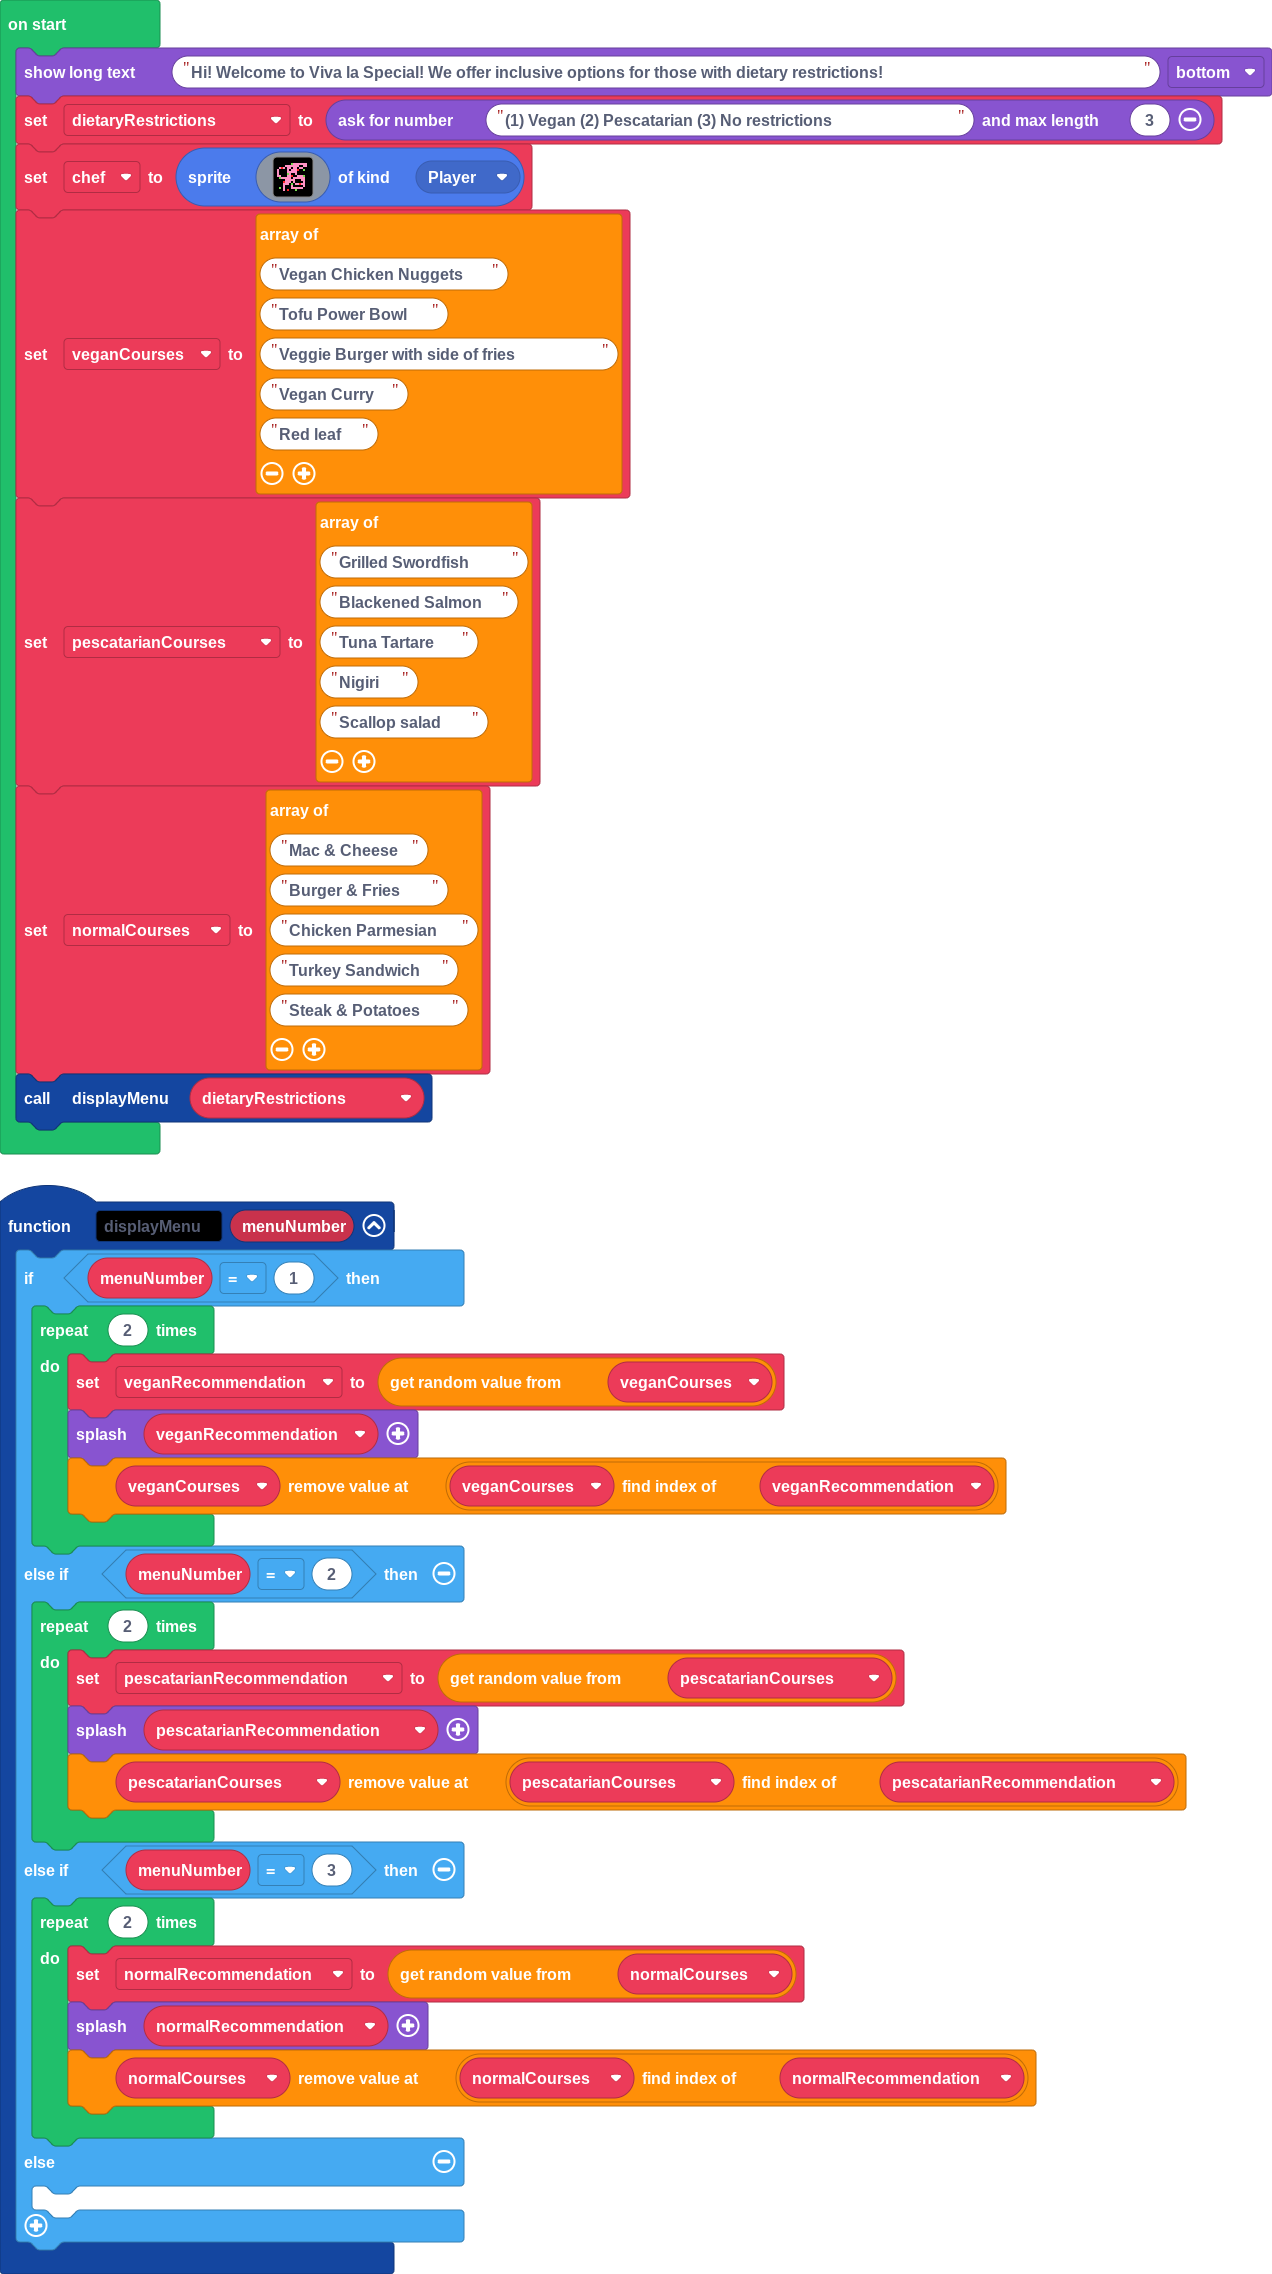 on start
show long text "Hi! Welcome to Viva la Special! We offer inclusive options for those with dietary restrictions!" bottom
set dietaryRestrictions to ask for number "(1) Vegan (2) Pescatarian (3) No restrictions" and max length 3
set chef to sprite of kind Player
array of
"Vegan Chicken Nuggets"
"Tofu Power Bowl"
set veganCourses to "Veggie Burger with side of fries"
"Vegan Curry"
"Red leaf"
array of
"Grilled Swordfish"
"Blackened Salmon"
set pescatarianCourses to "Tuna Tartare"
"Nigiri"
"Scallop salad"
array of
"Mac & Cheese"
"Burger & Fries"
set normalCourses to "Chicken Parmesian"
"Turkey Sandwich"
"Steak & Potatoes"
call displayMenu dietaryRestrictions
function displayMenu menuNumber
if menuNumber = 1 then
repeat 2 times
do
set veganRecommendation to get random value from veganCourses
splash veganRecommendation
veganCourses remove value at veganCourses find index of veganRecommendation
else if menuNumber = 2 then
repeat 2 times
do
set pescatarianRecommendation to get random value from pescatarianCourses
splash pescatarianRecommendation
pescatarianCourses remove value at pescatarianCourses find index of pescatarianRecommendation
else if menuNumber = 3 then
repeat 2 times
do
set normalRecommendation to get random value from normalCourses
splash normalRecommendation
normalCourses remove value at normalCourses find index of normalRecommendation
else